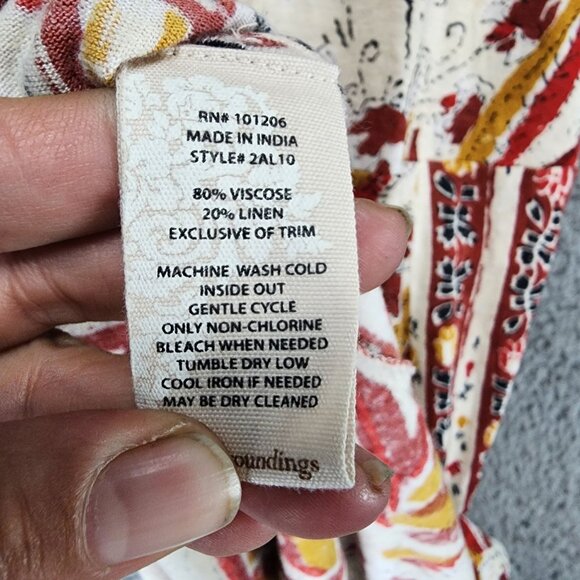 RN# 101206
MADE IN INDIA
STYLE# 2AL10
80% VISCOSE
20% LINEN
EXCLUSIVE OF TRIM
MACHINE WASH COLD
INSIDE OUT
GENTLE CYCLE
ONLY NON-CHLORINE
BLEACH WHEN NEEDED
TUMBLE DRY LOW
COOL IRON IF NEEDED
MAY BE DRY CLEANED